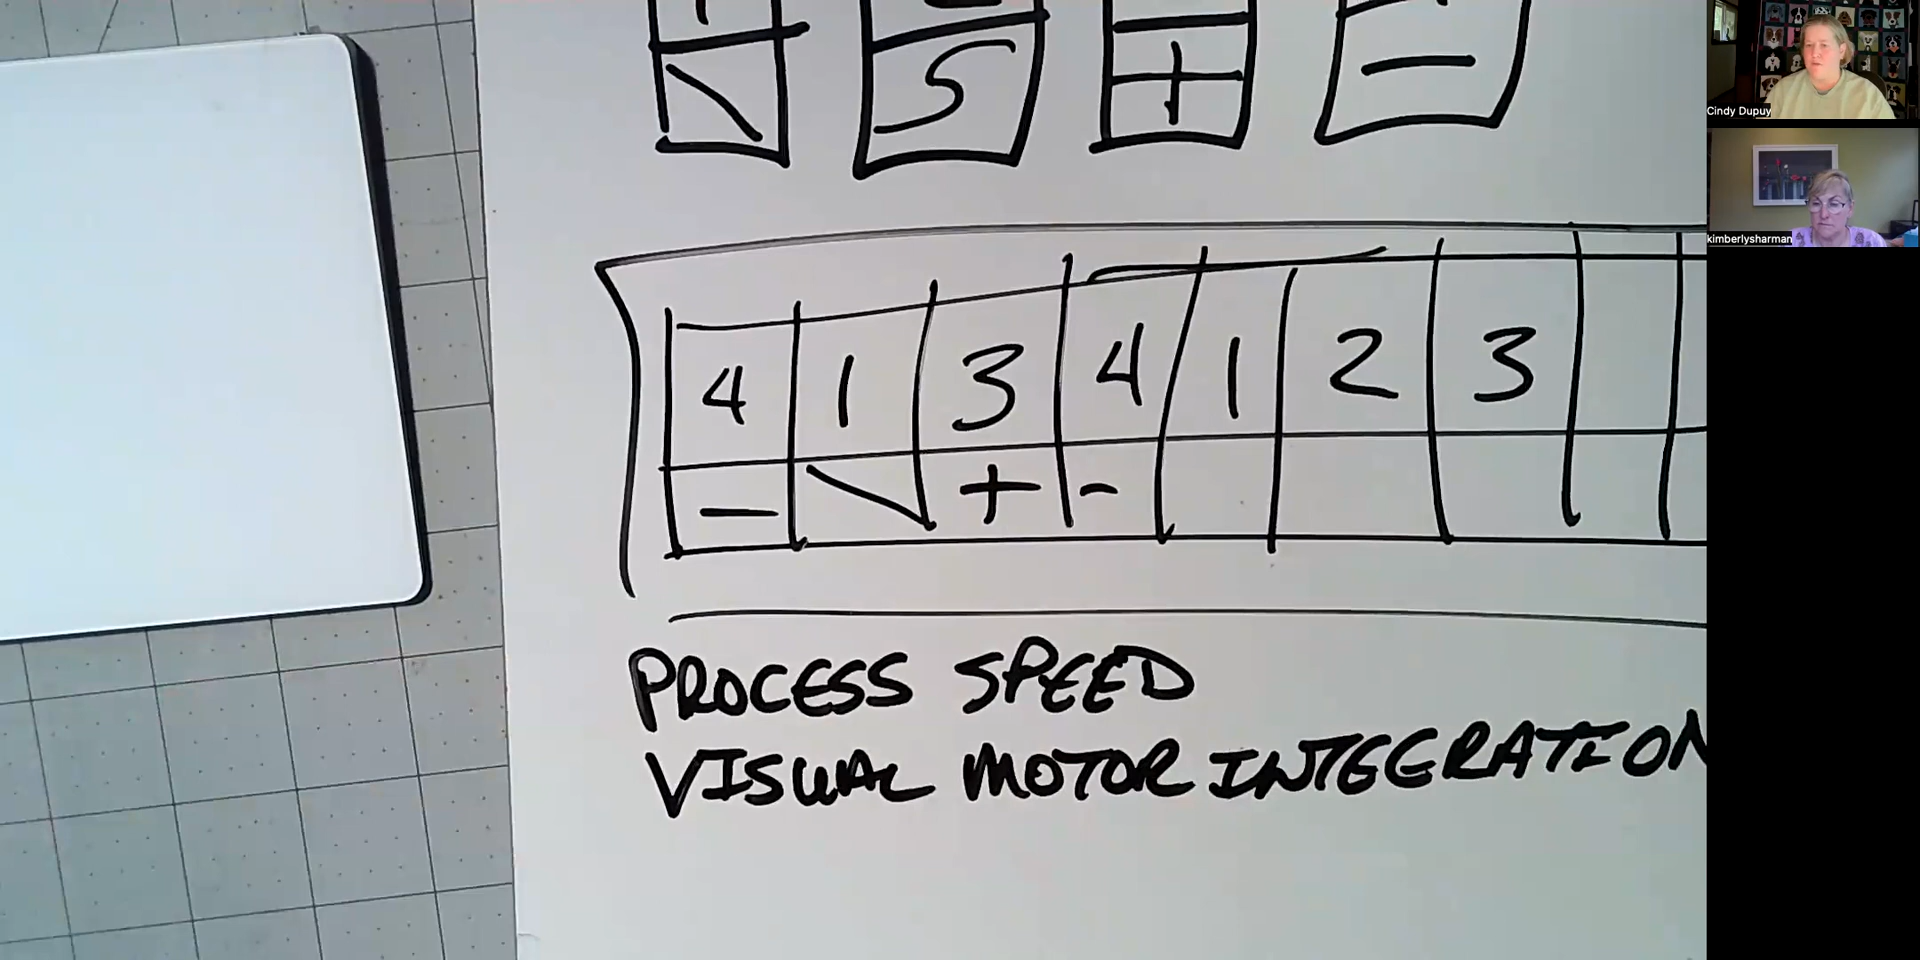 S + —
4 1 3 4 1 2 3
— \ + -
PROCESS SPEED
VISUAL MOTOR INTEGRATION
Cindy Dupuy
kimberlysharman